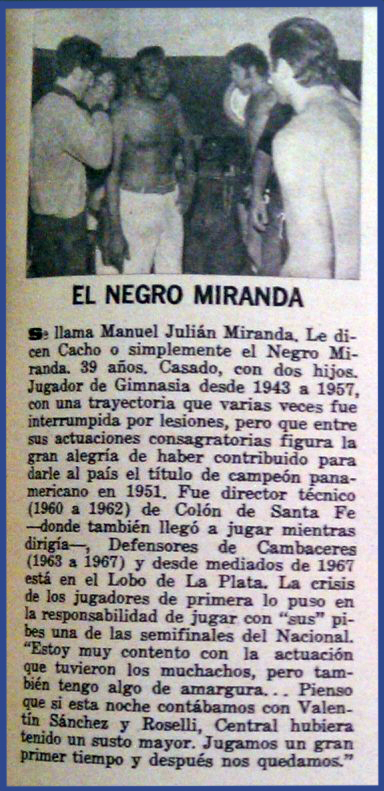 EL NEGRO MIRANDA
Se llama Manuel Julián Miranda. Le di-
cen Cacho o simplemente el Negro Mi-
randa. 39 años. Casado, con dos hijos.
Jugador de Gimnasia desde 1943 a 1957,
con una trayectoria que varias veces fue
interrumpida por lesiones, pero que entre
sus actuaciones consagratorias figura la
gran alegría de haber contribuido para
darle al país el título de campeón pana-
mericano en 1951. Fue director técnico
(1960 a 1962) de Colón de Santa Fe
—donde también llegó a jugar mientras
dirigía—, Defensores de Cambaceres
(1963 a 1967) y desde mediados de 1967
está en el Lobo de La Plata. La crisis
de los jugadores de primera lo puso en
la responsabilidad de jugar con "sus" pi-
bes una de las semifinales del Nacional.
"Estoy muy contento con la actuación
que tuvieron los muchachos, pero tam-
bién tengo algo de amargura... Pienso
que si esta noche contábamos con Valen-
tín Sánchez y Roselli, Central hubiera
tenido un susto mayor. Jugamos un gran
primer tiempo y después nos quedamos."